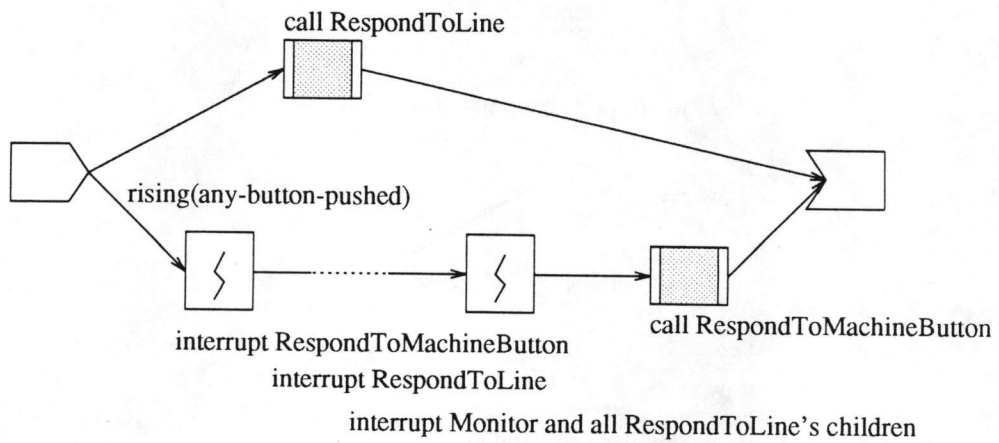 call RespondToLine
rising(any-button-pushed)
interrupt RespondToMachineButton
call RespondToMachineButton
interrupt RespondToLine
interrupt Monitor and all RespondToLine's children